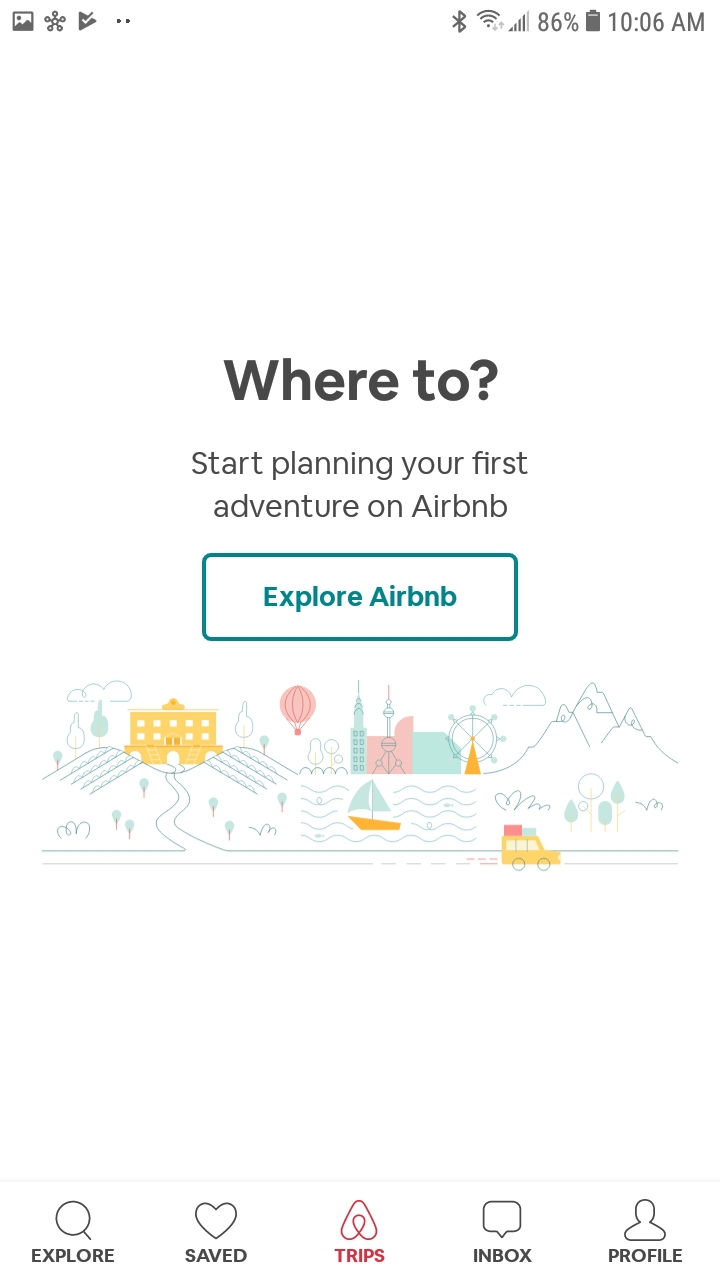 86% 10:06 AM
Where to?
Start planning your first
adventure on Airbnb
Explore Airbnb
EXPLORE SAVED TRIPS INBOX PROFILE